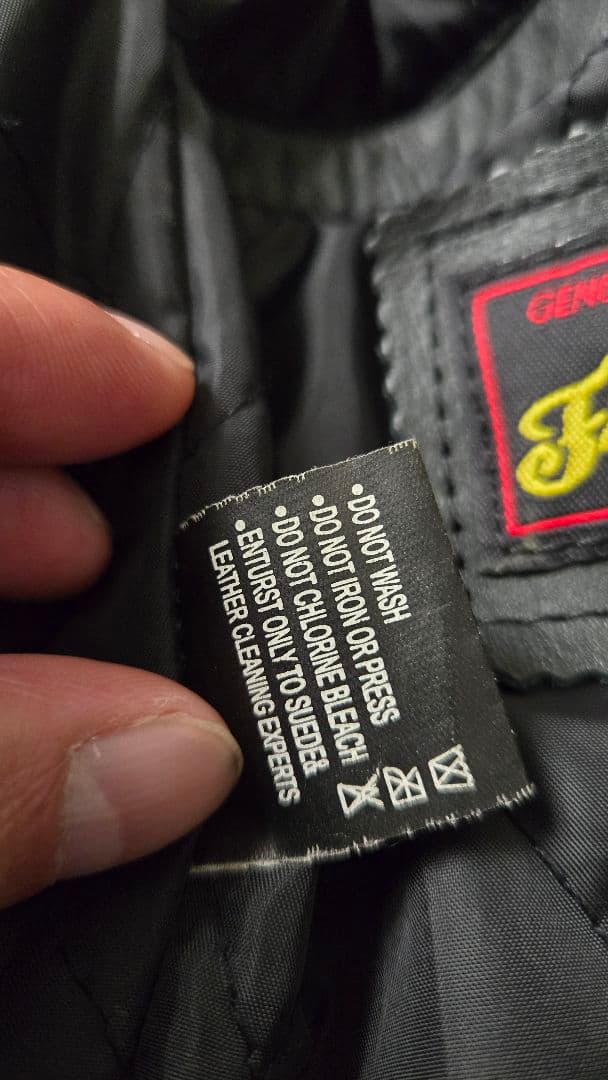 •DO NOT WASH
•DO NOT IRON OR PRESS
•DO NOT CHLORINE BLEACH
•ENTURST ONLY TO SUEDE&
LEATHER CLEANING EXPERTS